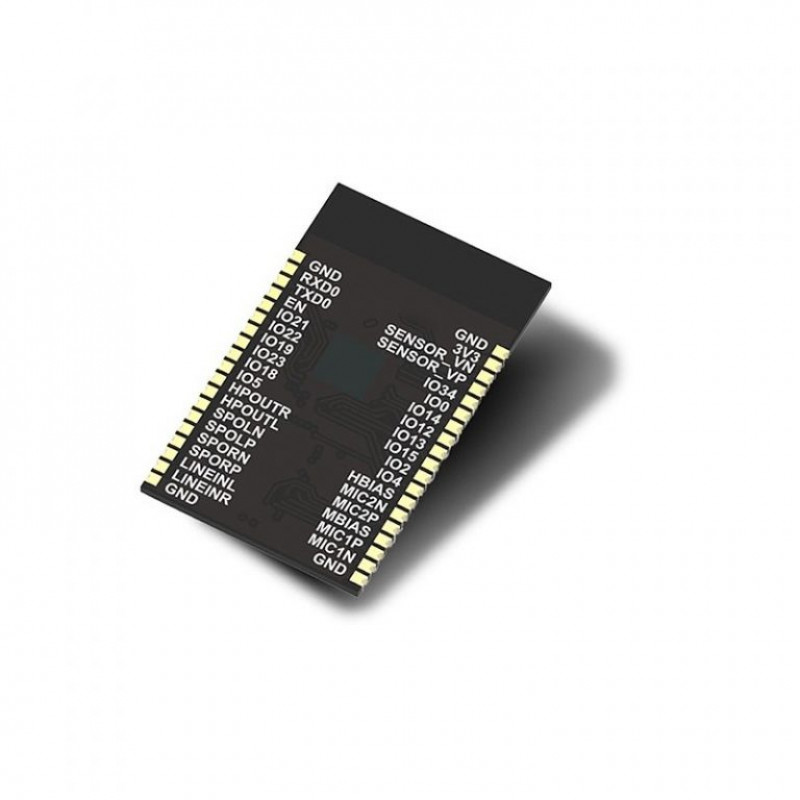 GND
RXD0
TXD0
EN
IO21
IO22
IO19
IO23
IO18
IO5
HPOUTR
HPOUTL
SPOLN
SPOLP
SPORN
SPORP
LINEINL
LINEINR
GND
GND
3V3
SENSOR_VN
SENSOR_VP
IO34
IO0
IO14
IO12
IO13
IO15
IO2
IO4
HBIAS
MIC2N
MIC2P
MBIAS
MIC1P
MIC1N
GND